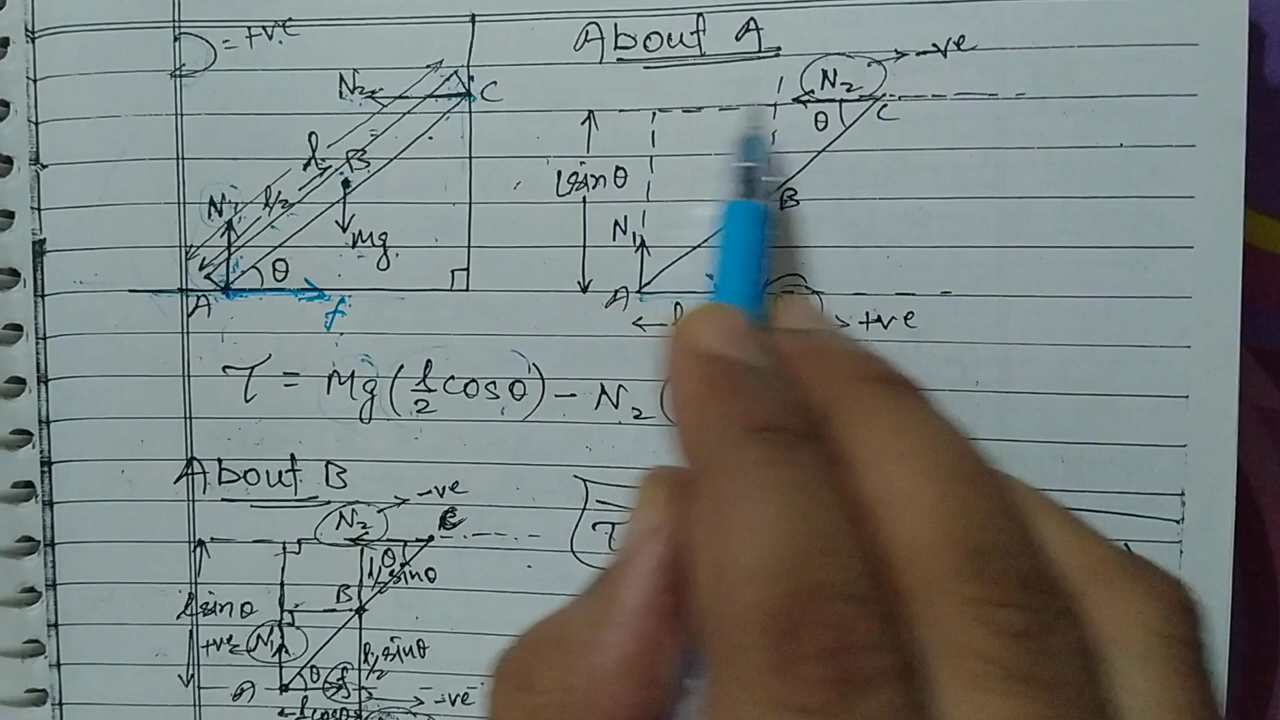 = +ve
About A
N₂ → -ve
N₂
C
θ
C
l
B
l/2
lsinθ
B
N₁
Mg
N₁
θ
A
f
A
+ve
τ = Mg(l/2 cosθ) - N₂(
About B
-ve
N₂
C
τ
θ
l/2 sinθ
lsinθ
B
+ve
N₁
l/2 sinθ
A
θ
f
-ve